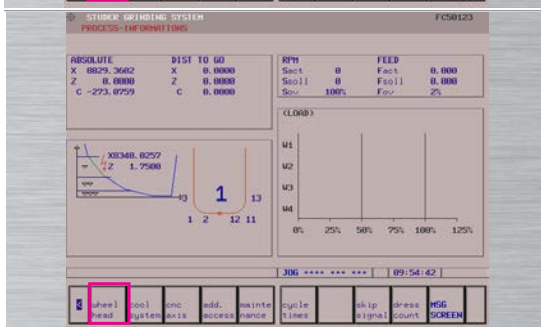 STUDER GRINDING SYSTEM FC50123
PROCESS-INFORMATIONS
ABSOLUTE DIST TO GO
X 0029.3602 X 0.0000
Z 0.0000 Z 0.0000
C -273.0759 C 0.0000
RPM FEED
Sact 0 Fact 0.000
Ssoll 0 Fsoll 0.000
Sov 100% Fov 2%
(LOAD)
W1
W2
W3
W4
0% 25% 50% 75% 100% 125%
X0348.0257
Z 1.7500
1
13
1 2 12 11
JOG **** *** *** 09:54:42
wheel head
cool system
cnc axis
add. access
mainte nance
cycle times
skip signal
dress count
MSG SCREEN